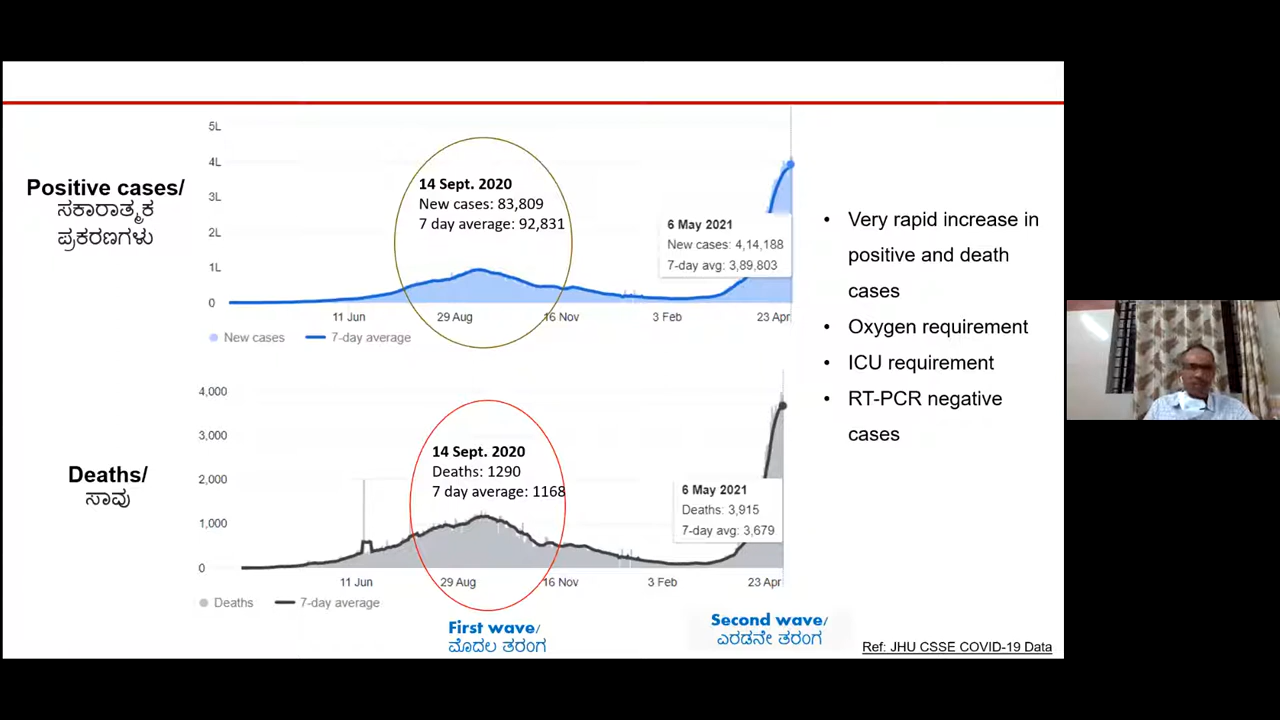 Positive cases/
ಸಕಾರಾತ್ಮಕ
ಪ್ರಕರಣಗಳು
5L
4L
3L
2L
1L
0
14 Sept. 2020
New cases: 83,809
7 day average: 92,831
6 May 2021
New cases: 4,14,188
7-day avg: 3,89,803
11 Jun 29 Aug 16 Nov 3 Feb 23 Apr
New cases 7-day average
Deaths/
ಸಾವು
4,000
3,000
2,000
1,000
0
14 Sept. 2020
Deaths: 1290
7 day average: 1168
6 May 2021
Deaths: 3,915
7-day avg: 3,679
11 Jun 29 Aug 16 Nov 3 Feb 23 Apr
Deaths 7-day average
First wave/
ಮೊದಲ ತರಂಗ
Second wave/
ಎರಡನೇ ತರಂಗ
• Very rapid increase in
positive and death
cases
• Oxygen requirement
• ICU requirement
• RT-PCR negative
cases
Ref: JHU CSSE COVID-19 Data